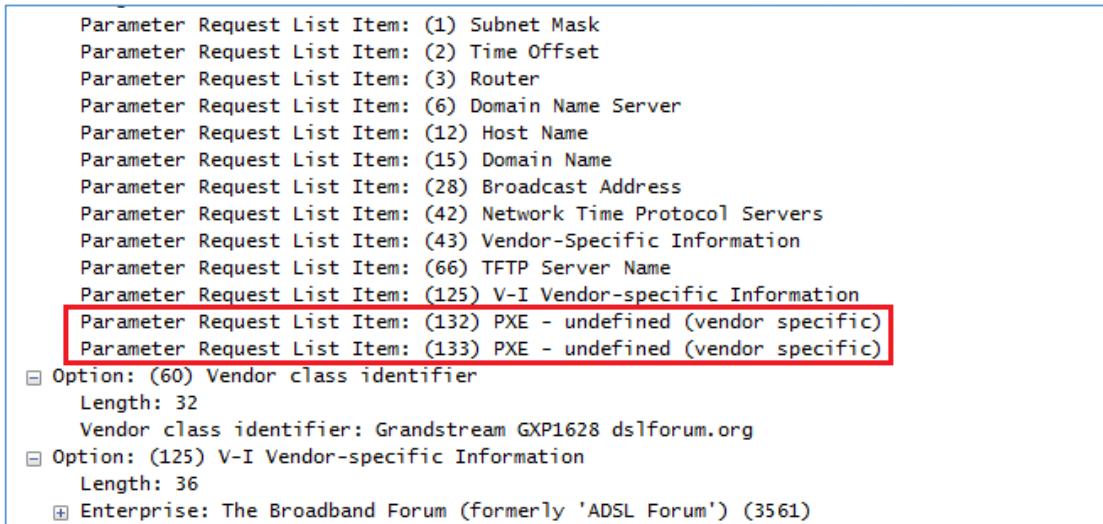 Parameter Request List Item: (1) Subnet Mask
Parameter Request List Item: (2) Time Offset
Parameter Request List Item: (3) Router
Parameter Request List Item: (6) Domain Name Server
Parameter Request List Item: (12) Host Name
Parameter Request List Item: (15) Domain Name
Parameter Request List Item: (28) Broadcast Address
Parameter Request List Item: (42) Network Time Protocol Servers
Parameter Request List Item: (43) Vendor-Specific Information
Parameter Request List Item: (66) TFTP Server Name
Parameter Request List Item: (125) V-I Vendor-specific Information
Parameter Request List Item: (132) PXE - undefined (vendor specific)
Parameter Request List Item: (133) PXE - undefined (vendor specific)
Option: (60) Vendor class identifier
Length: 32
Vendor class identifier: Grandstream GXP1628 dslforum.org
Option: (125) V-I Vendor-specific Information
Length: 36
Enterprise: The Broadband Forum (formerly 'ADSL Forum') (3561)